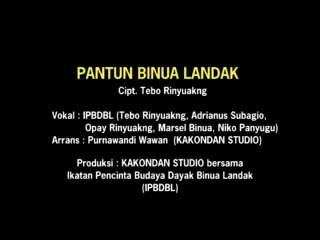 PANTUN BINUA LANDAK
Cipt. Tebo Rinyuakng
Vokal : IPBDBL (Tebo Rinyuakng, Adrianus Subagio,
Opay Rinyuakng, Marsel Binua, Niko Panyugu)
Arrans : Purnawandi Wawan (KAKONDAN STUDIO)
Produksi : KAKONDAN STUDIO bersama
Ikatan Pencinta Budaya Dayak Binua Landak
(IPBDBL)